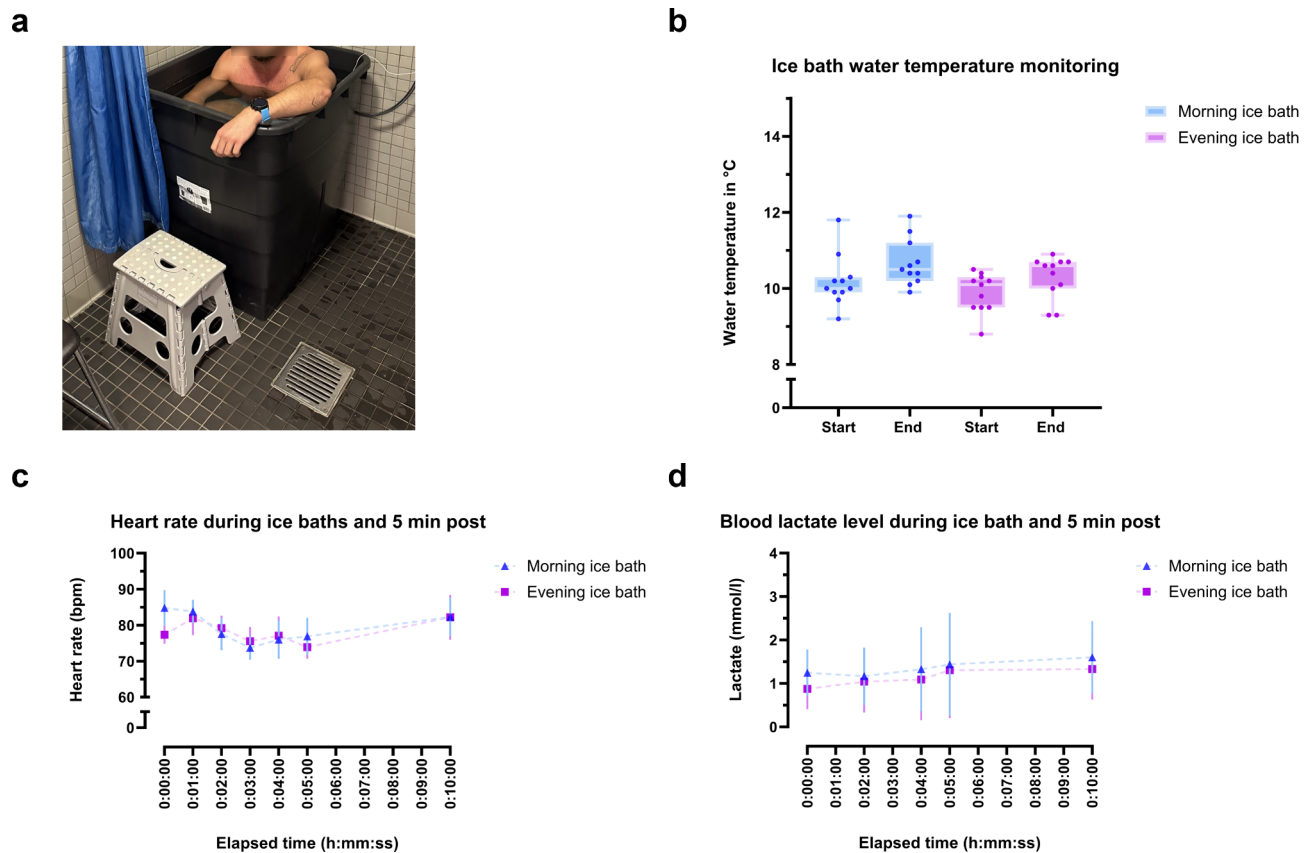 a
b
Ice bath water temperature monitoring
Water temperature in °C
14
12
10
8
0
Start
End
Start
End
Morning ice bath
Evening ice bath
c
Heart rate during ice baths and 5 min post
Heart rate (bpm)
100
90
80
70
60
0
0:00:00
0:01:00
0:02:00
0:03:00
0:04:00
0:05:00
0:06:00
0:07:00
0:08:00
0:09:00
0:10:00
Elapsed time (h:mm:ss)
Morning ice bath
Evening ice bath
d
Blood lactate level during ice bath and 5 min post
Lactate (mmol/l)
4
3
2
1
0
0:00:00
0:01:00
0:02:00
0:03:00
0:04:00
0:05:00
0:06:00
0:07:00
0:08:00
0:09:00
0:10:00
Elapsed time (h:mm:ss)
Morning ice bath
Evening ice bath